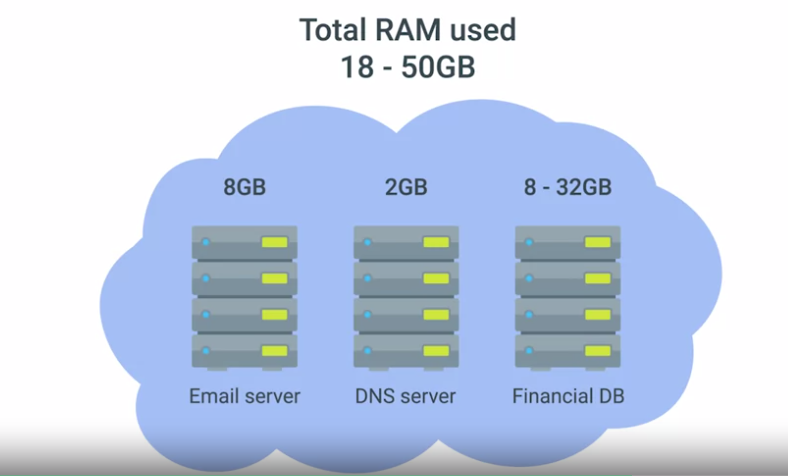 Total RAM used
18 - 50GB
8GB
2GB
8 - 32GB
Email server
DNS server
Financial DB